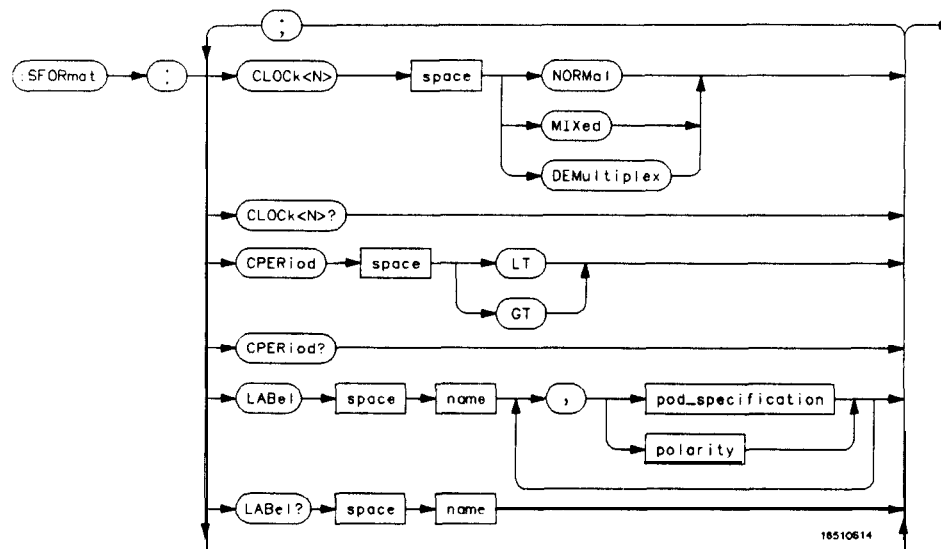 ;
:SFORmat : CLOCk<N> space NORMal
MIXed
DEMultiplex
CLOCk<N>?
CPERiod space LT
GT
CPERiod?
LABel space name , pod_specification
polarity
LABel? space name
16510S14